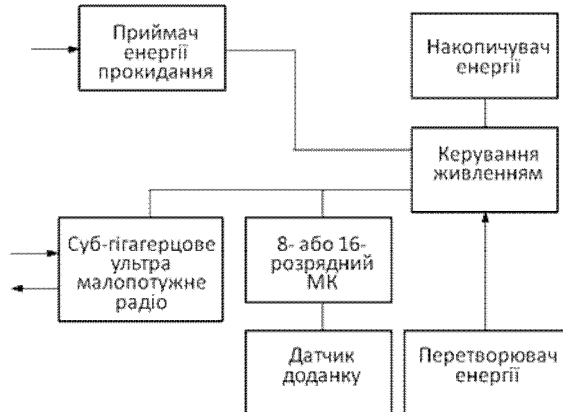 Приймач
енергії
прокидання
Накопичувач
енергії
Керування
живленням
Суб-гігагерцове
ультра
малопотужне
радіо
8- або 16-
розрядний
МК
Датчик
доданку
Перетворювач
енергії